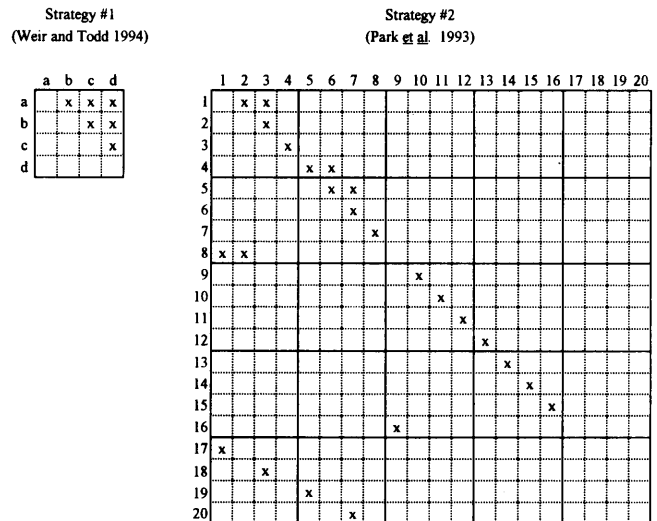 Strategy #1
(Weir and Todd 1994)
Strategy #2
(Park et al. 1993)
a b c d
a x x x
b x x
c x
d
1 2 3 4 5 6 7 8 9 10 11 12 13 14 15 16 17 18 19 20
1 x x
2 x
3 x
4 x x
5 x x
6 x
7 x
8 x x
9 x
10 x
11 x
12 x
13 x
14 x
15 x
16 x
17 x
18 x
19 x
20 x